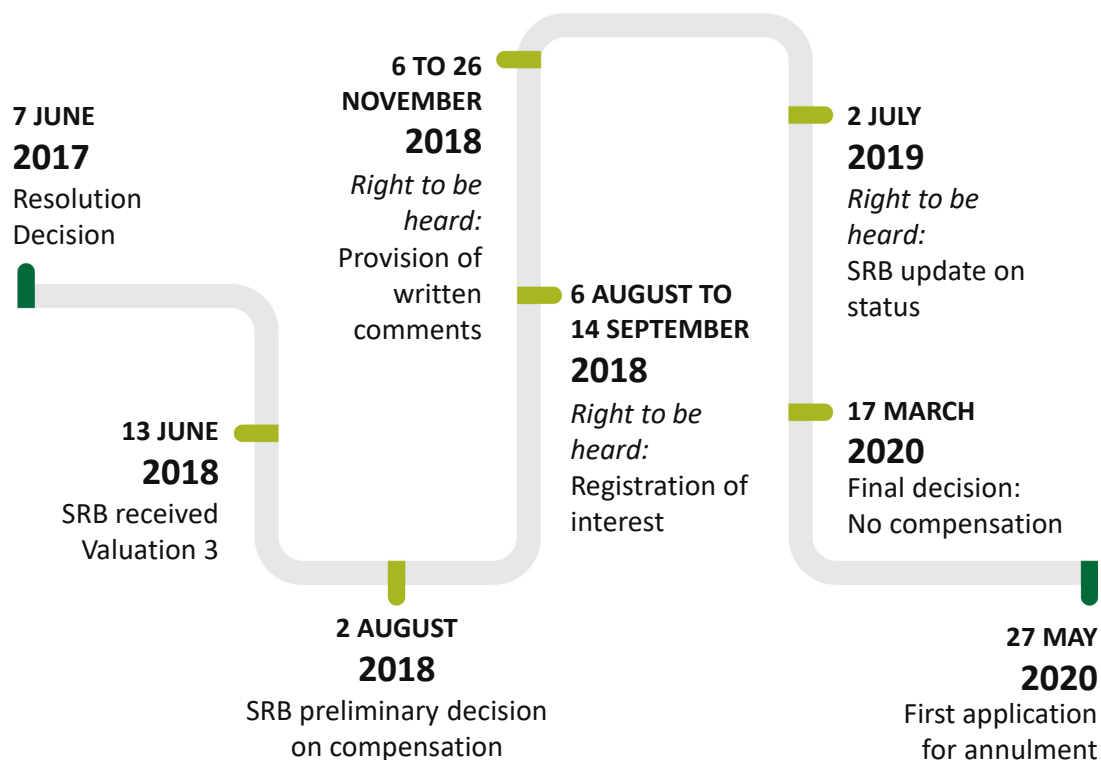 7 JUNE
2017
Resolution
Decision
13 JUNE
2018
SRB received
Valuation 3
2 AUGUST
2018
SRB preliminary decision
on compensation
6 AUGUST TO
14 SEPTEMBER
2018
Right to be
heard:
Registration of
interest
6 TO 26
NOVEMBER
2018
Right to be
heard:
Provision of
written
comments
2 JULY
2019
Right to be
heard:
SRB update on
status
17 MARCH
2020
Final decision:
No compensation
27 MAY
2020
First application
for annulment